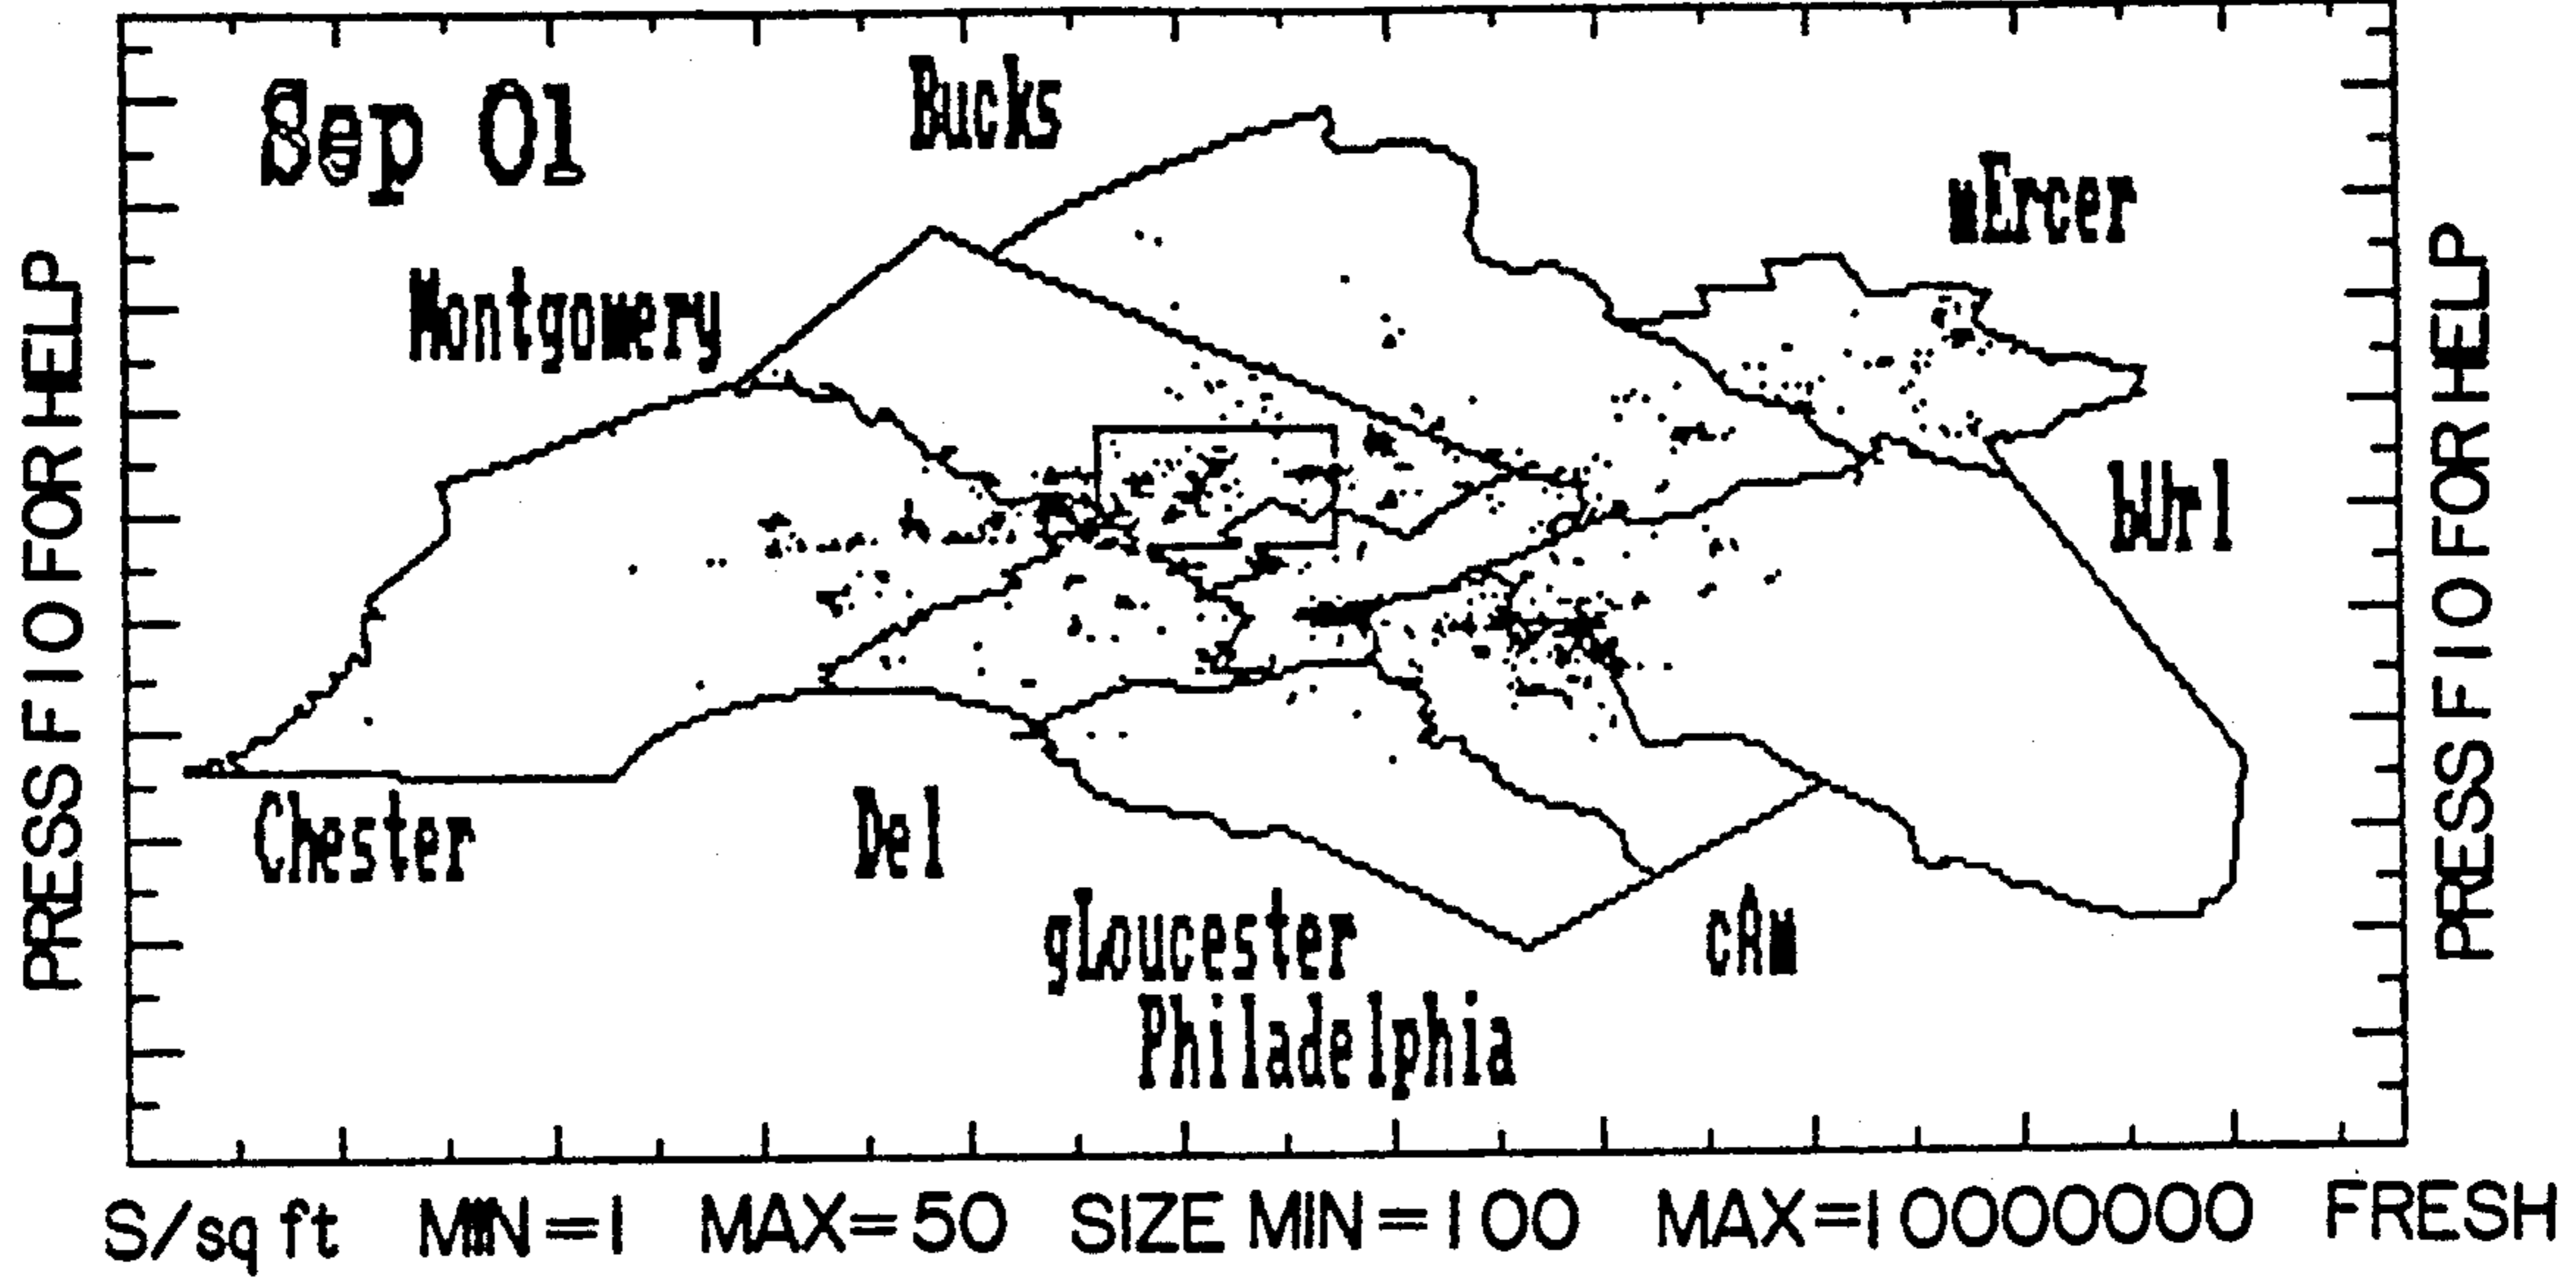 Sep 01
Bucks
mErcer
Montgomery
bUrl
PRESS F10 FOR HELP
PRESS F10 FOR HELP
Chester
Del
gLoucester
cAm
Philadelphia
S/sq ft MIN=1 MAX=50 SIZE MIN=100 MAX=10000000 FRESH